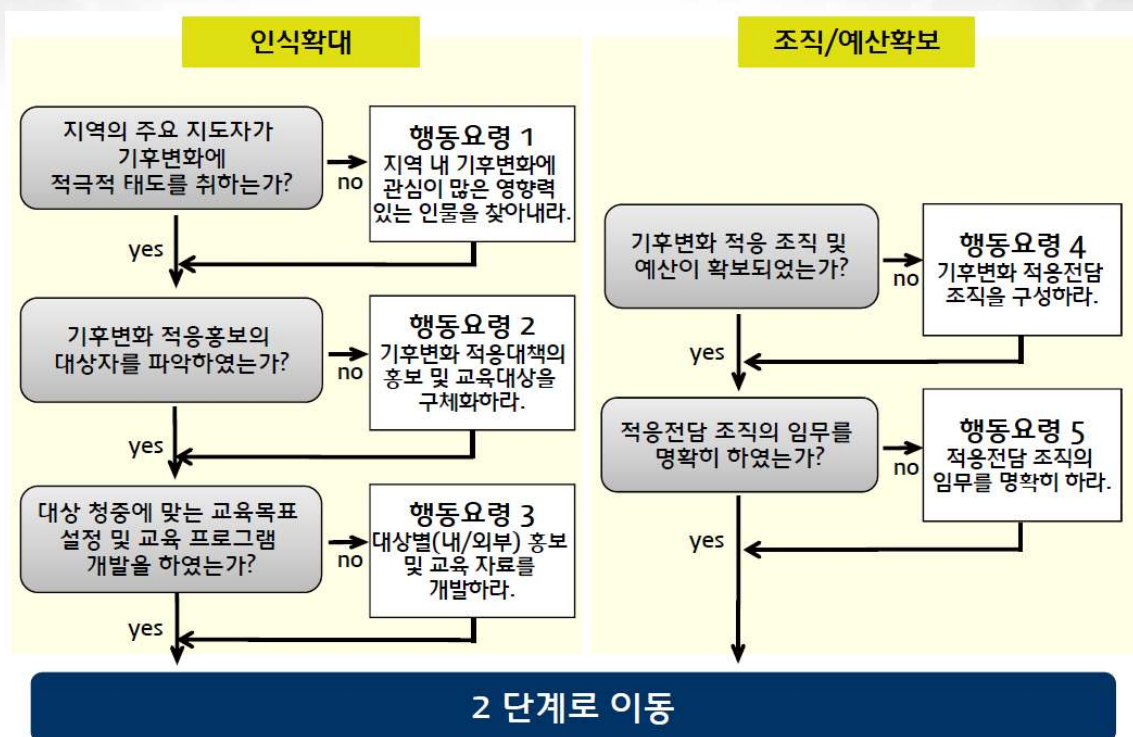 인식확대
지역의 주요 지도자가
기후변화에
적극적 태도를 취하는가?
no
행동요령 1
지역 내 기후변화에
관심이 많은 영향력
있는 인물을 찾아내라.
yes
기후변화 적응홍보의
대상자를 파악하였는가?
no
행동요령 2
기후변화 적응대책의
홍보 및 교육대상을
구체화하라.
yes
대상 청중에 맞는 교육목표
설정 및 교육 프로그램
개발을 하였는가?
no
행동요령 3
대상별(내/외부) 홍보
및 교육 자료를
개발하라.
yes
조직/예산확보
기후변화 적응 조직 및
예산이 확보되었는가?
no
행동요령 4
기후변화 적응전담
조직을 구성하라.
yes
적응전담 조직의 임무를
명확히 하였는가?
no
행동요령 5
적응전담 조직의
임무를 명확히 하라.
yes
2 단계로 이동